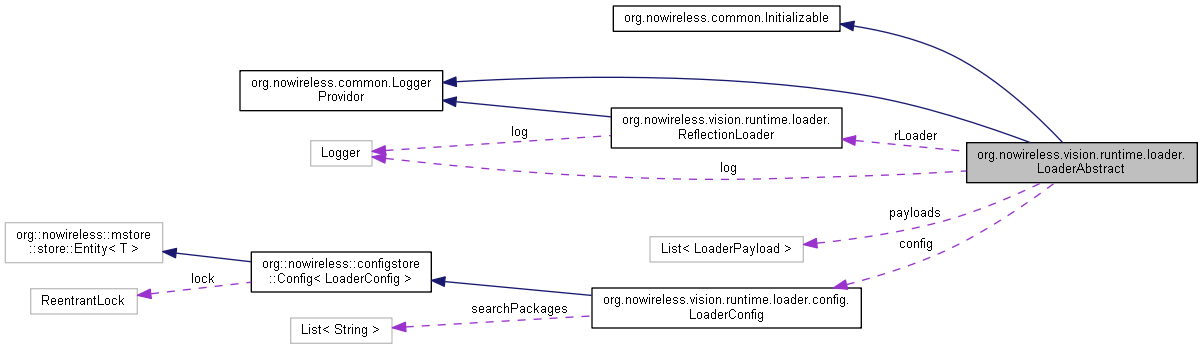 org.nowireless.common.Initializable
org.nowireless.common.Logger
Providor
org.nowireless.vision.runtime.loader.
ReflectionLoader
rLoader
log
Logger
org.nowireless.vision.runtime.loader.
LoaderAbstract
log
payloads
org::nowireless::mstore
::store::Entity< T >
List< LoaderPayload >
config
org::nowireless::configstore
::Config< LoaderConfig >
lock
ReentrantLock
org.nowireless.vision.runtime.loader.config.
LoaderConfig
searchPackages
List< String >